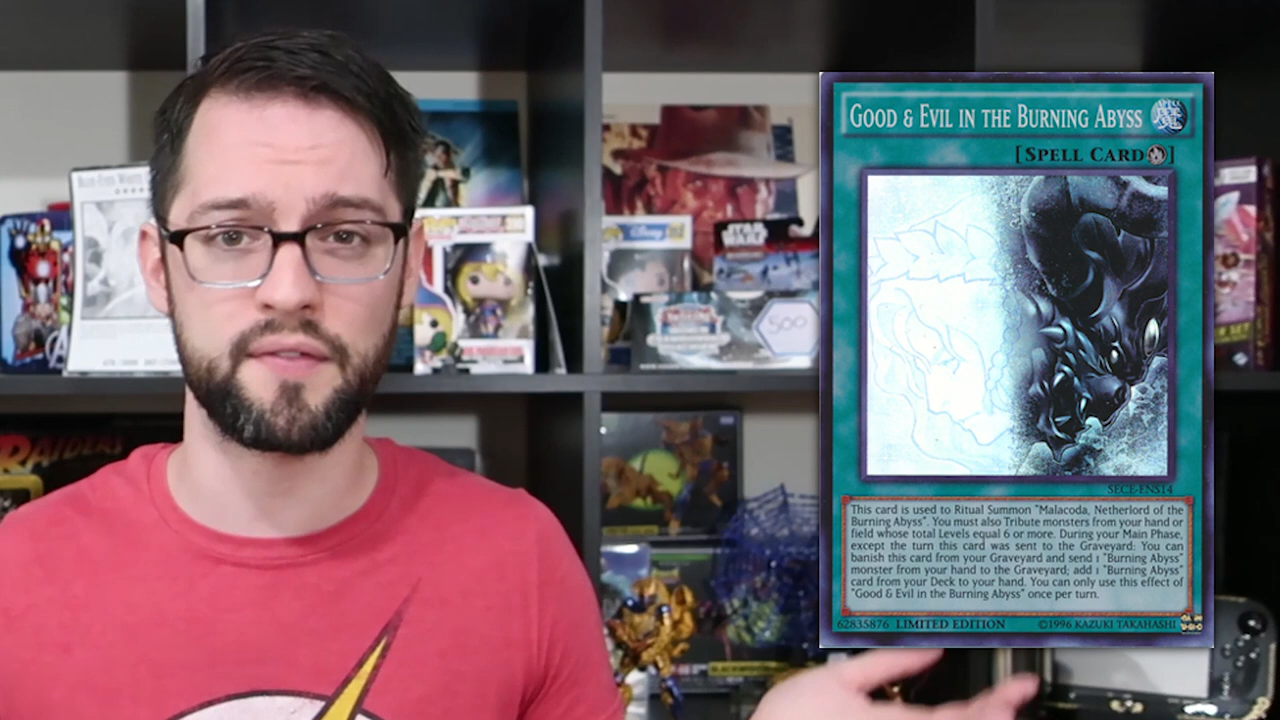 GOOD & EVIL IN THE BURNING ABYSS
SPELL
[SPELL CARD]
SECE-ENS14
This card is used to Ritual Summon "Malacoda, Netherlord of the
Burning Abyss". You must also Tribute monsters from your hand or
field whose total Levels equal 6 or more. During your Main Phase,
except the turn this card was sent to the Graveyard: You can
banish this card from your Graveyard and send 1 "Burning Abyss"
monster from your hand to the Graveyard; add 1 "Burning Abyss"
card from your Deck to your hand. You can only use this effect of
"Good & Evil in the Burning Abyss" once per turn.
62835876 LIMITED EDITION ©1996 KAZUKI TAKAHASHI
Disney
STAR
WARS
500
RAIDERS